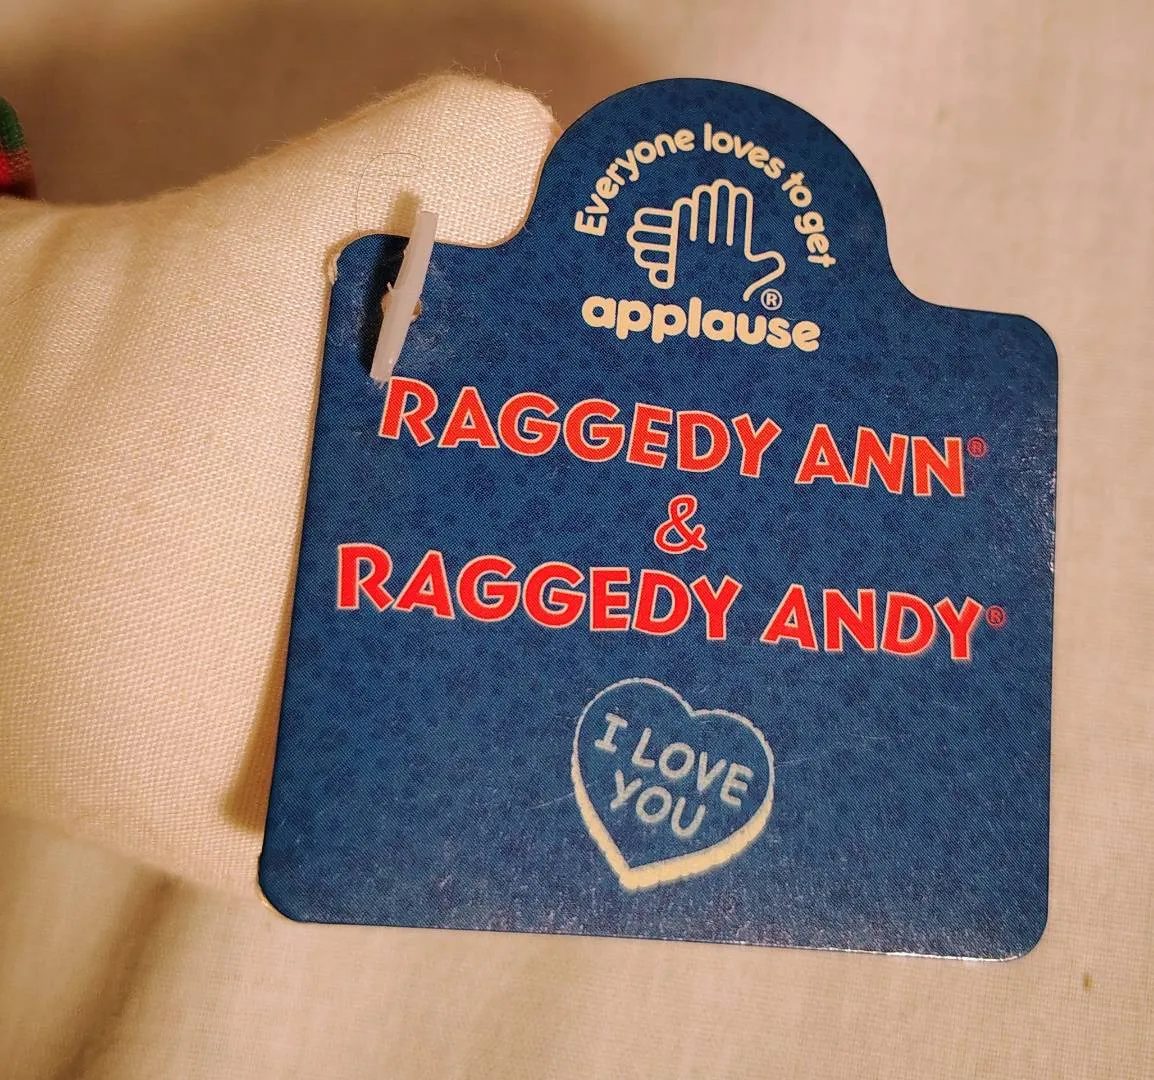 Everyone loves to get
applause®
RAGGEDY ANN®
&
RAGGEDY ANDY®
I LOVE
YOU